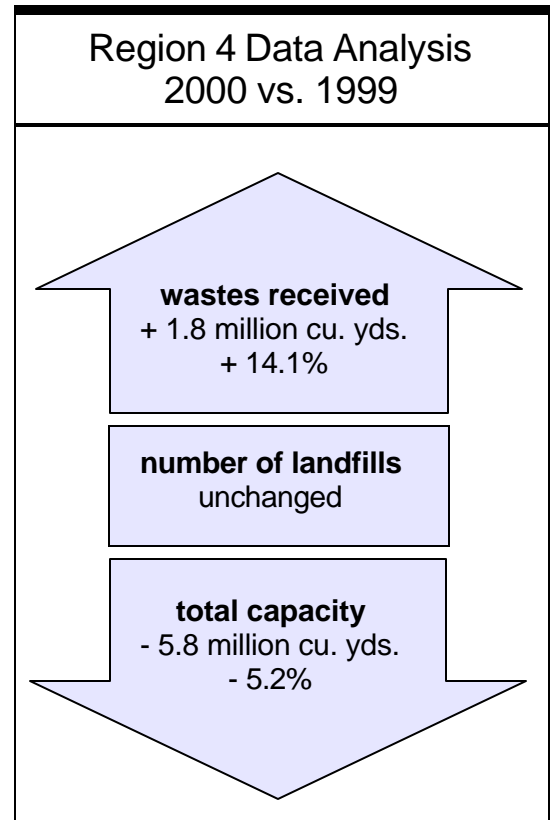 Region 4 Data Analysis
2000 vs. 1999
wastes received
+ 1.8 million cu. yds.
+ 14.1%
number of landfills
unchanged
total capacity
- 5.8 million cu. yds.
- 5.2%